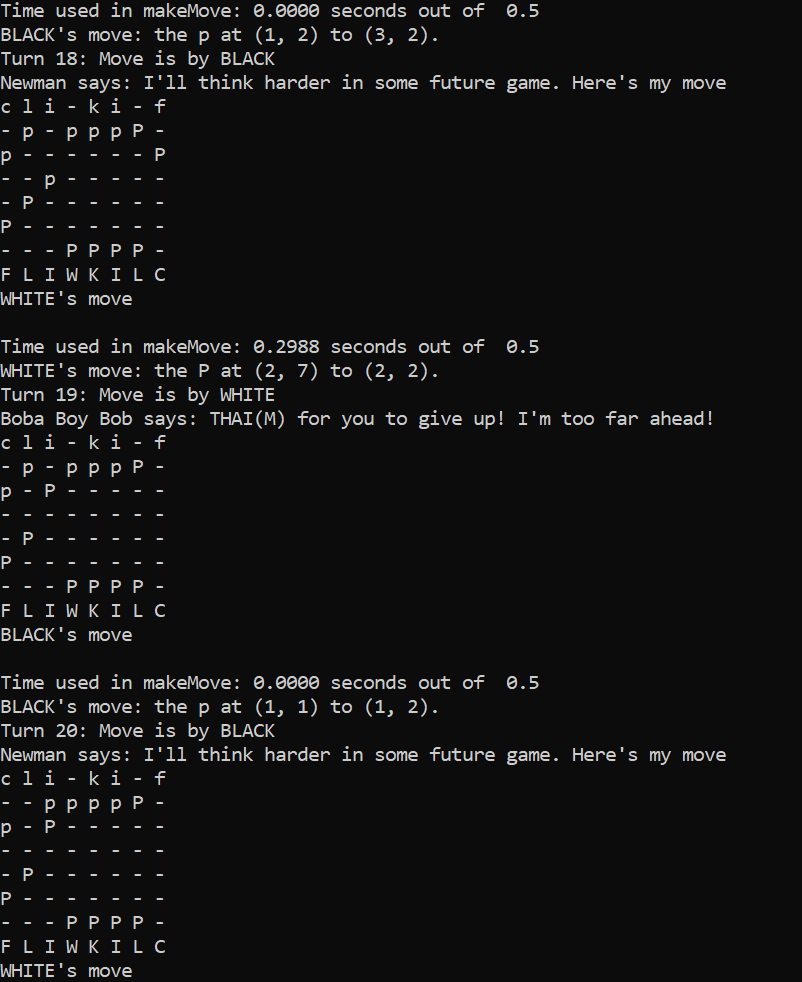 Time used in makeMove: 0.0000 seconds out of  0.5
BLACK's move: the p at (1, 2) to (3, 2).
Turn 18: Move is by BLACK
Newman says: I'll think harder in some future game. Here's my move
c l i - k i - f
- p - p p p P -
p - - - - - - P
- - p - - - - -
- P - - - - - -
P - - - - - - -
- - - P P P P -
F L I W K I L C
WHITE's move

Time used in makeMove: 0.2988 seconds out of  0.5
WHITE's move: the P at (2, 7) to (2, 2).
Turn 19: Move is by WHITE
Boba Boy Bob says: THAI(M) for you to give up! I'm too far ahead!
c l i - k i - f
- p - p p p P -
p - P - - - - -
- - - - - - - -
- P - - - - - -
P - - - - - - -
- - - P P P P -
F L I W K I L C
BLACK's move

Time used in makeMove: 0.0000 seconds out of  0.5
BLACK's move: the p at (1, 1) to (1, 2).
Turn 20: Move is by BLACK
Newman says: I'll think harder in some future game. Here's my move
c l i - k i - f
- - p p p p P -
p - P - - - - -
- - - - - - - -
- P - - - - - -
P - - - - - - -
- - - P P P P -
F L I W K I L C
WHITE's move